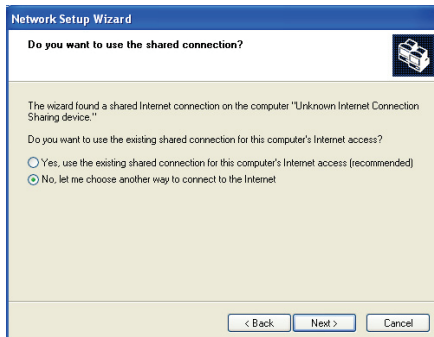 Network Setup Wizard
Do you want to use the shared connection?
The wizard found a shared Internet connection on the computer "Unknown Internet Connection
Sharing device."
Do you want to use the existing shared connection for this computer's Internet access?
Yes, use the existing shared connection for this computer's Internet access (recommended)
No, let me choose another way to connect to the Internet
< Back Next > Cancel